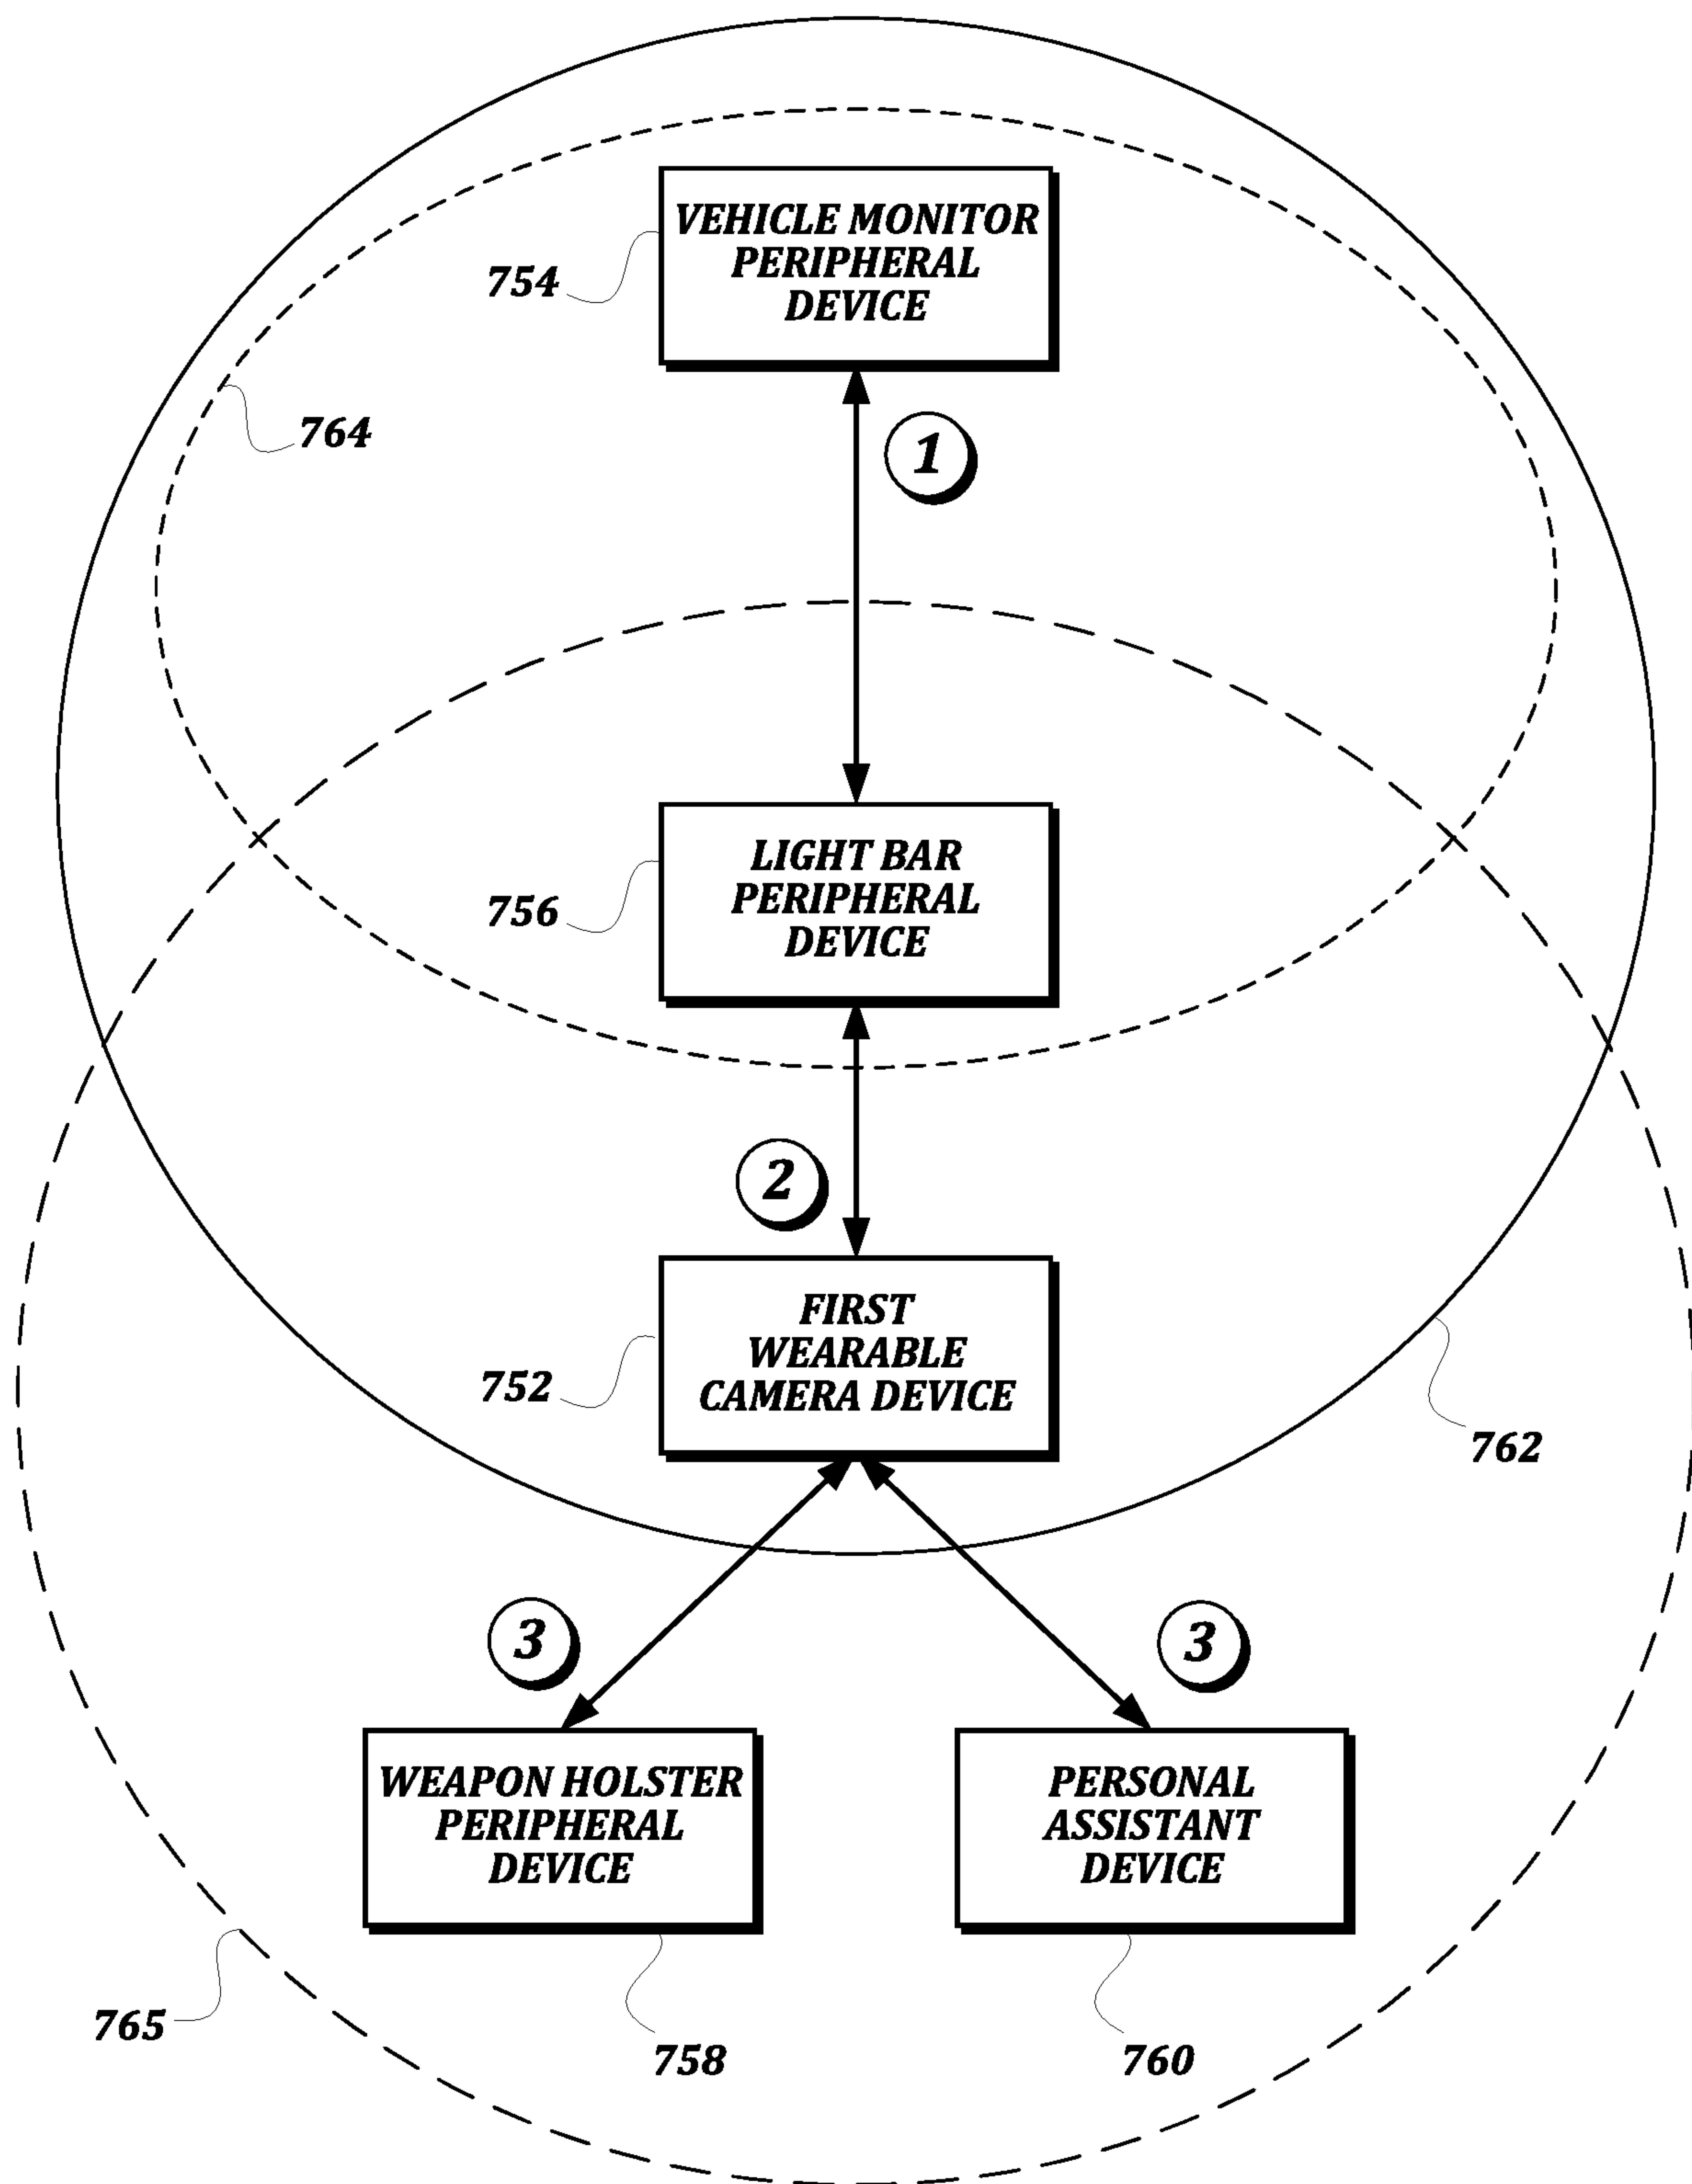 VEHICLE MONITOR
PERIPHERAL
DEVICE
754
764
1
LIGHT BAR
PERIPHERAL
DEVICE
756
2
FIRST
WEARABLE
CAMERA DEVICE
752
762
3
3
WEAPON HOLSTER
PERIPHERAL
DEVICE
PERSONAL
ASSISTANT
DEVICE
765
758
760